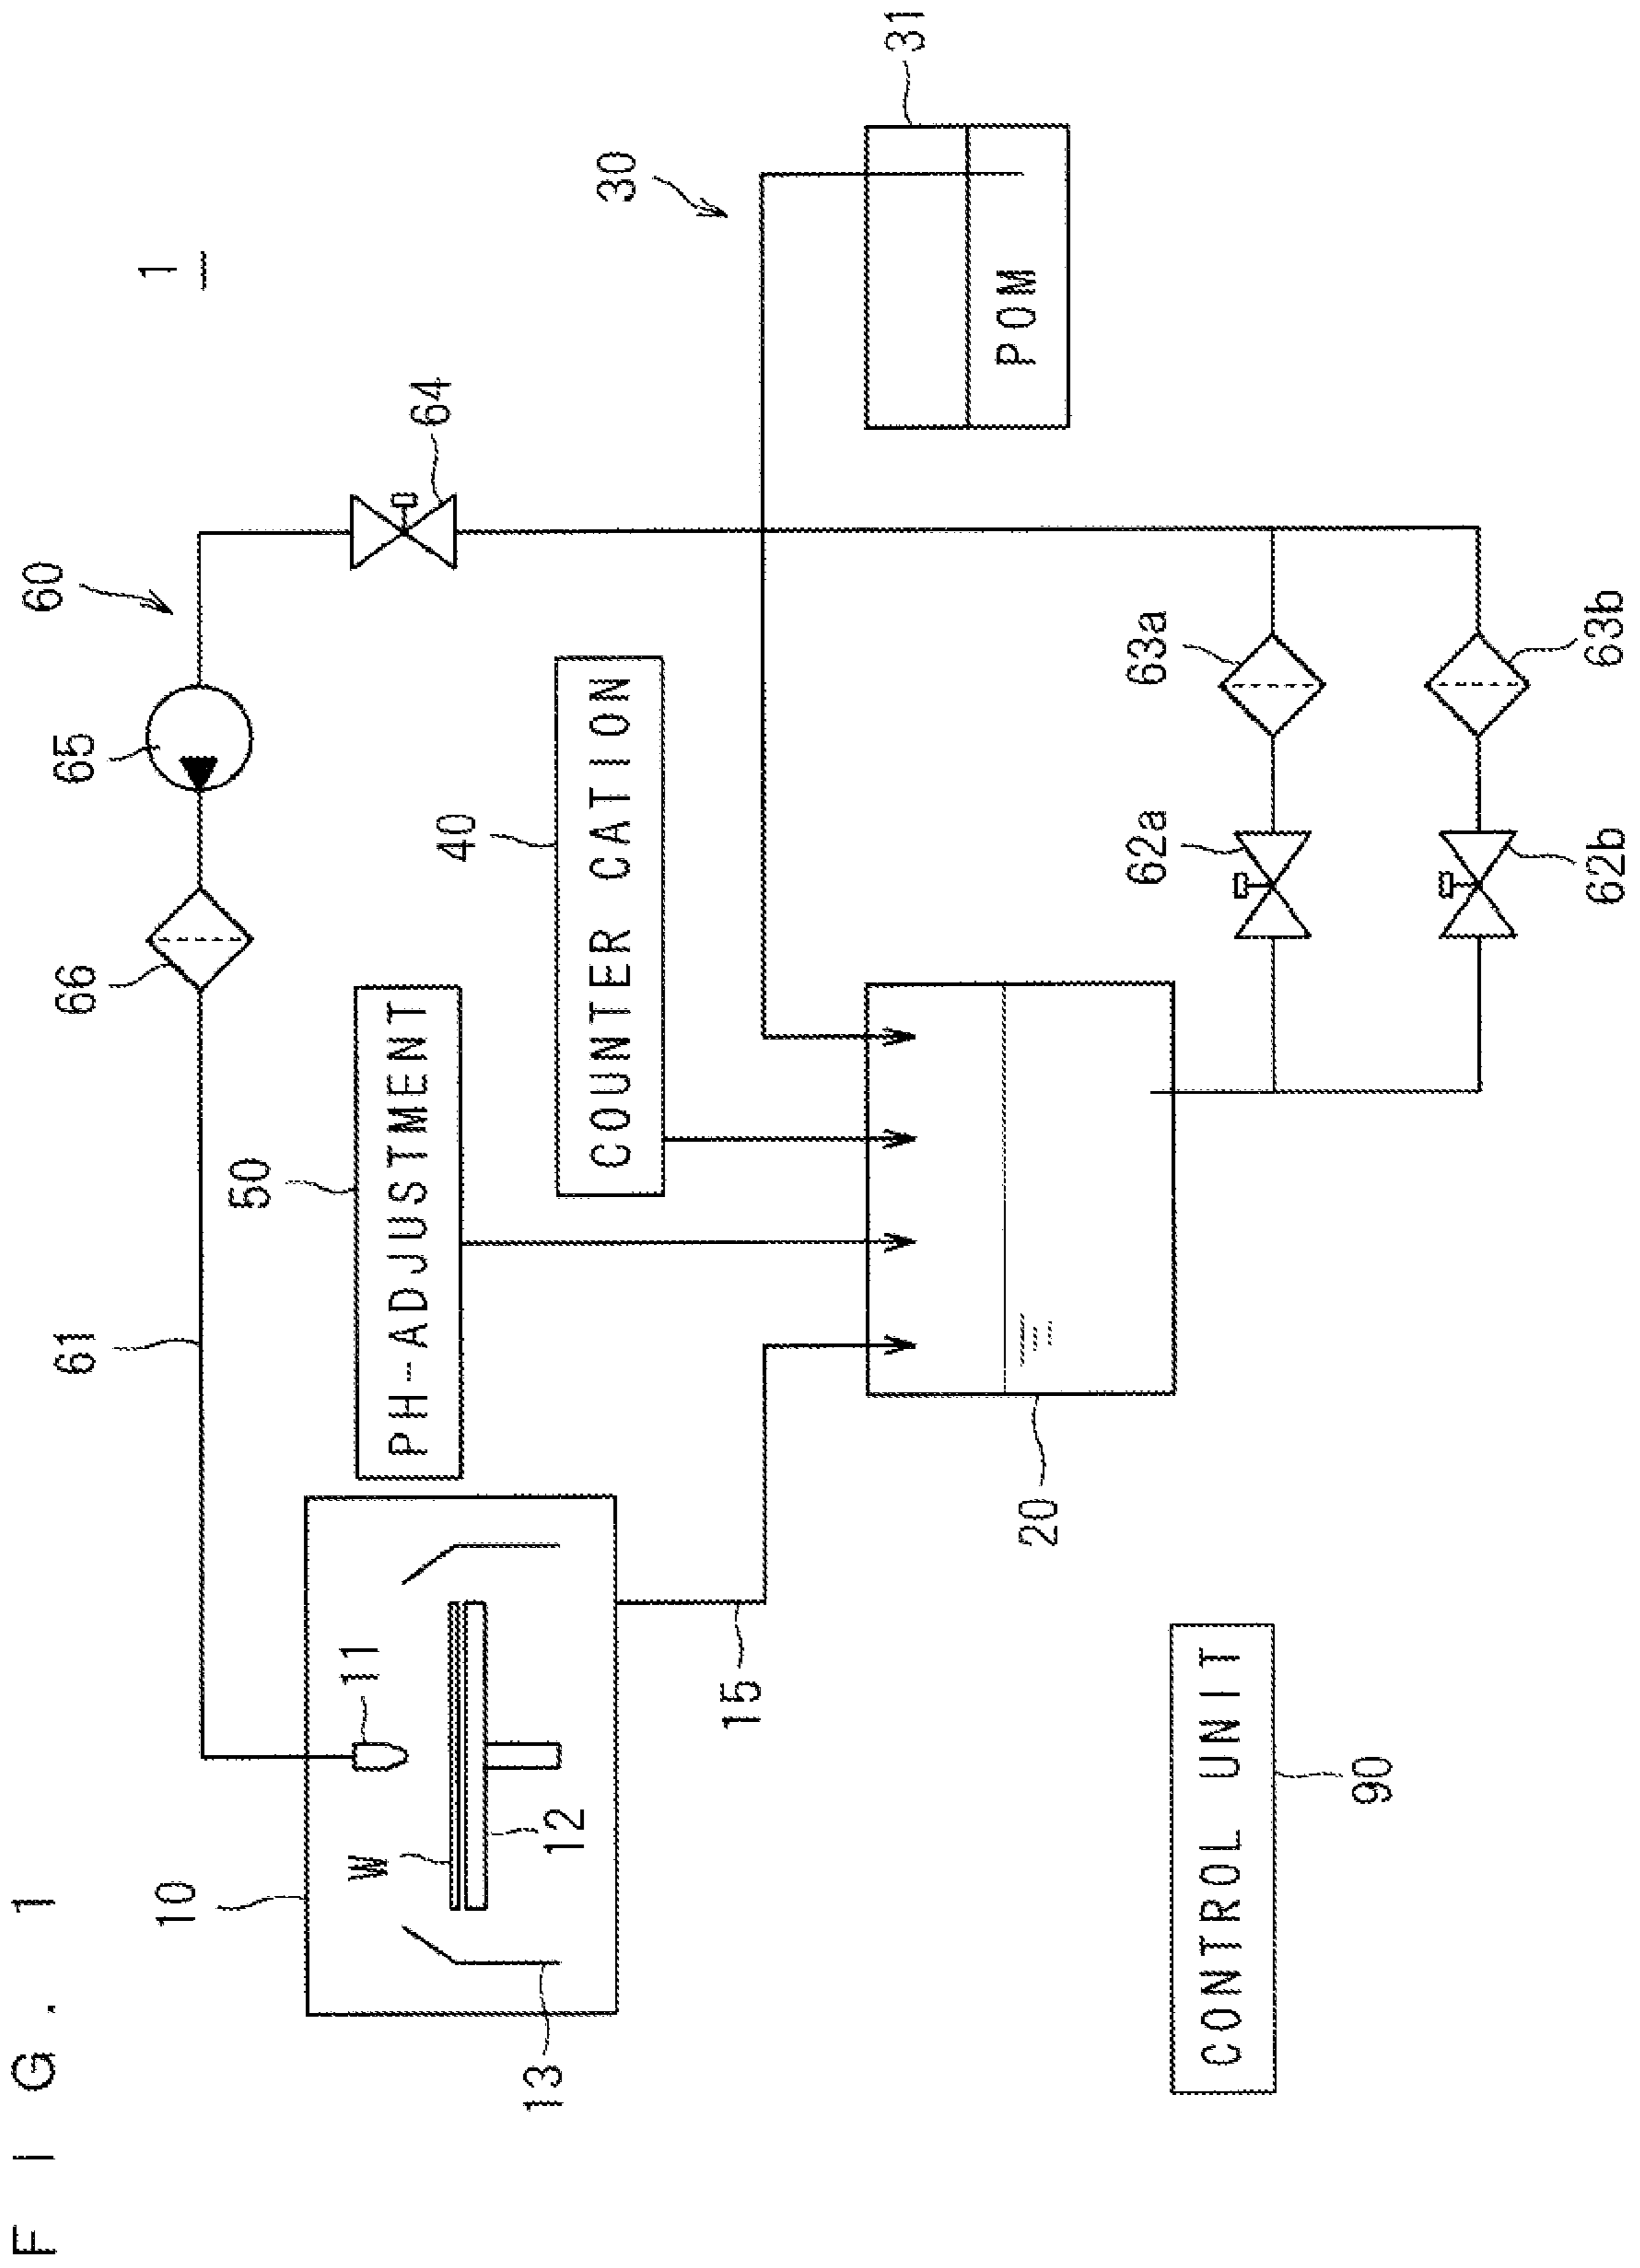 F I G . 1
1
60
61
66
65
64
50
PH-ADJUSTMENT
40
COUNTER CATION
30
31
POM
10
11
W
12
13
15
20
62a
63a
62b
63b
CONTROL UNIT
90